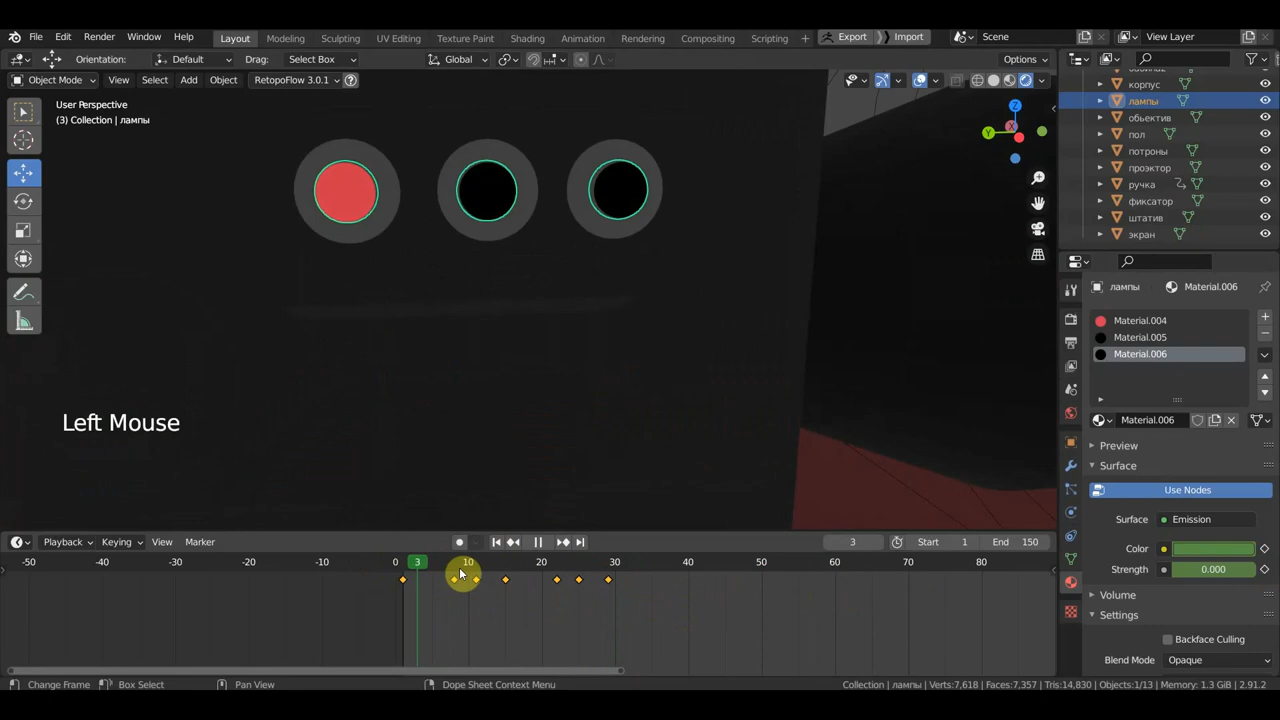 File Edit Render Window Help Layout Modeling Sculpting UV Editing Texture Paint Shading Animation Rendering Compositing Scripting + Export Import Scene View Layer
Orientation: Default Drag: Select Box Global Options
Object Mode View Select Add Object RetopoFlow 3.0.1
User Perspective
(3) Collection | лампы
корпус
лампы
обьектив
пол
потроны
проэктор
ручка
фиксатор
штатив
экран
Z
Y
X
лампы Material.006
Material.004
Material.005
Material.006
Material.006
Preview
Surface
Use Nodes
Surface Emission
Color
Strength 0.000
Volume
Settings
Backface Culling
Blend Mode Opaque
Left Mouse
Playback Keying View Marker 3 Start 1 End 150
-50 -40 -30 -20 -10 0 3 10 20 30 40 50 60 70 80
Change Frame Box Select Pan View Dope Sheet Context Menu Collection | лампы Verts:7,618 | Faces:7,357 | Tris:14,830 | Objects:1/13 | Memory: 1.3 GiB | 2.91.2